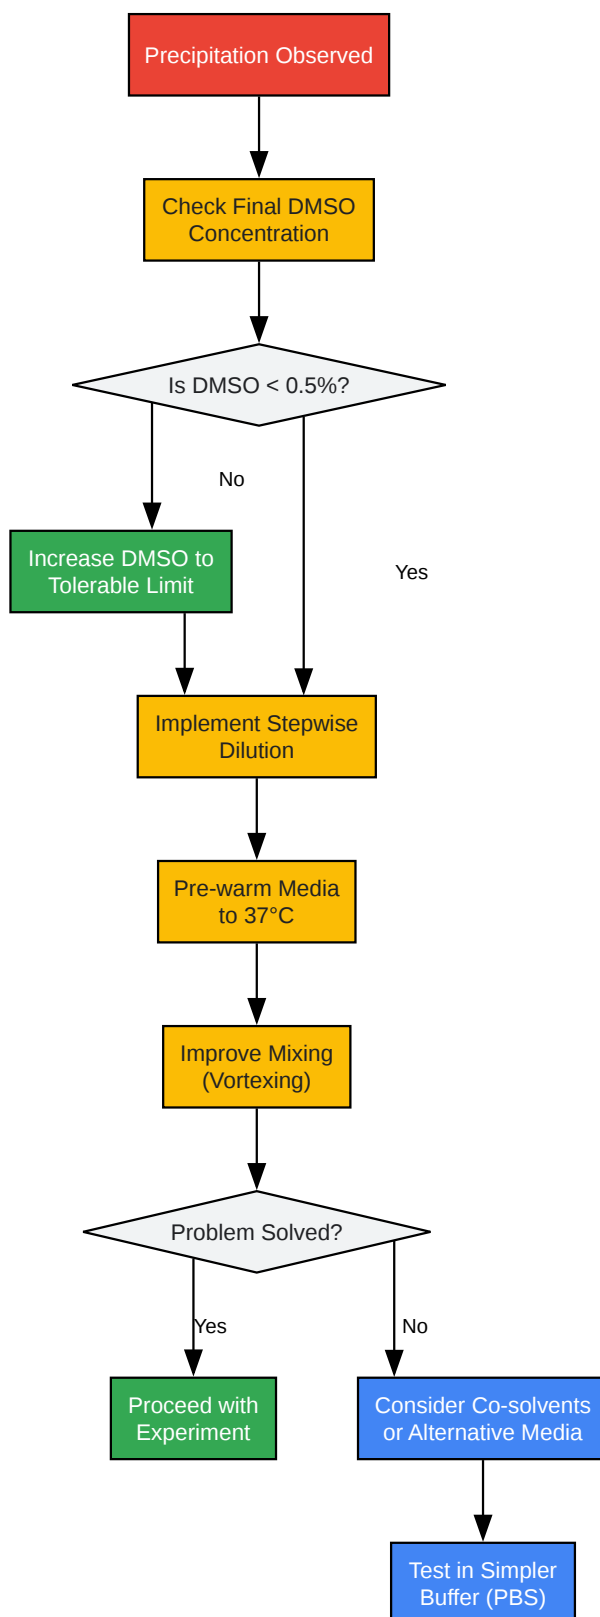 Precipitation Observed
Check Final DMSO
Concentration
Is DMSO < 0.5%?
No
Increase DMSO to
Tolerable Limit
Yes
Implement Stepwise
Dilution
Pre-warm Media
to 37°C
Improve Mixing
(Vortexing)
Problem Solved?
Yes
No
Proceed with
Experiment
Consider Co-solvents
or Alternative Media
Test in Simpler
Buffer (PBS)